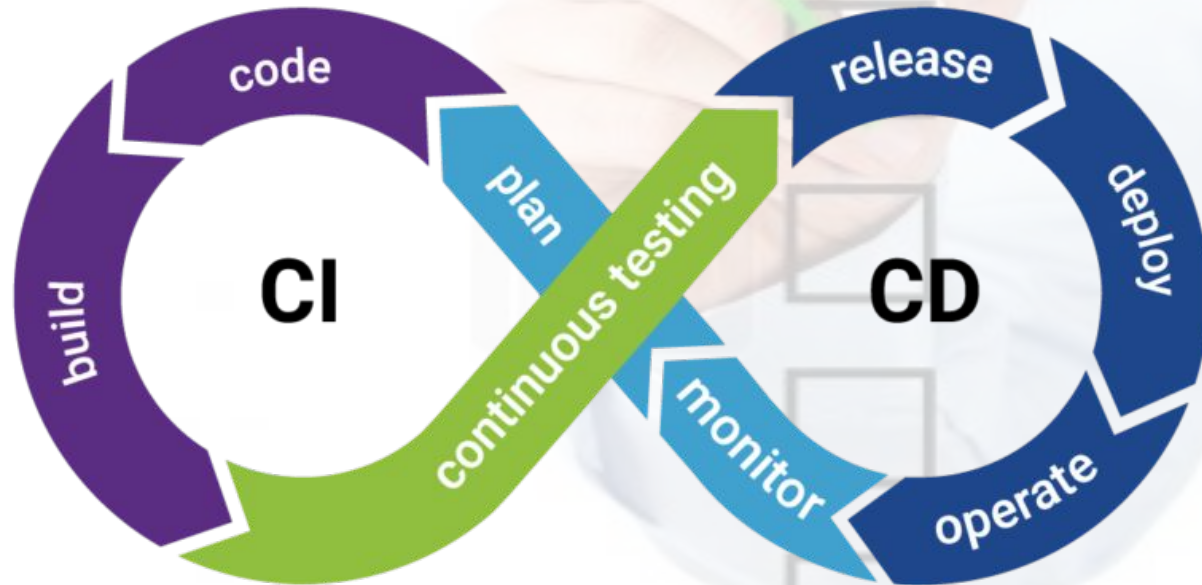 code
release
plan
continuous testing
deploy
build
CI
CD
monitor
operate